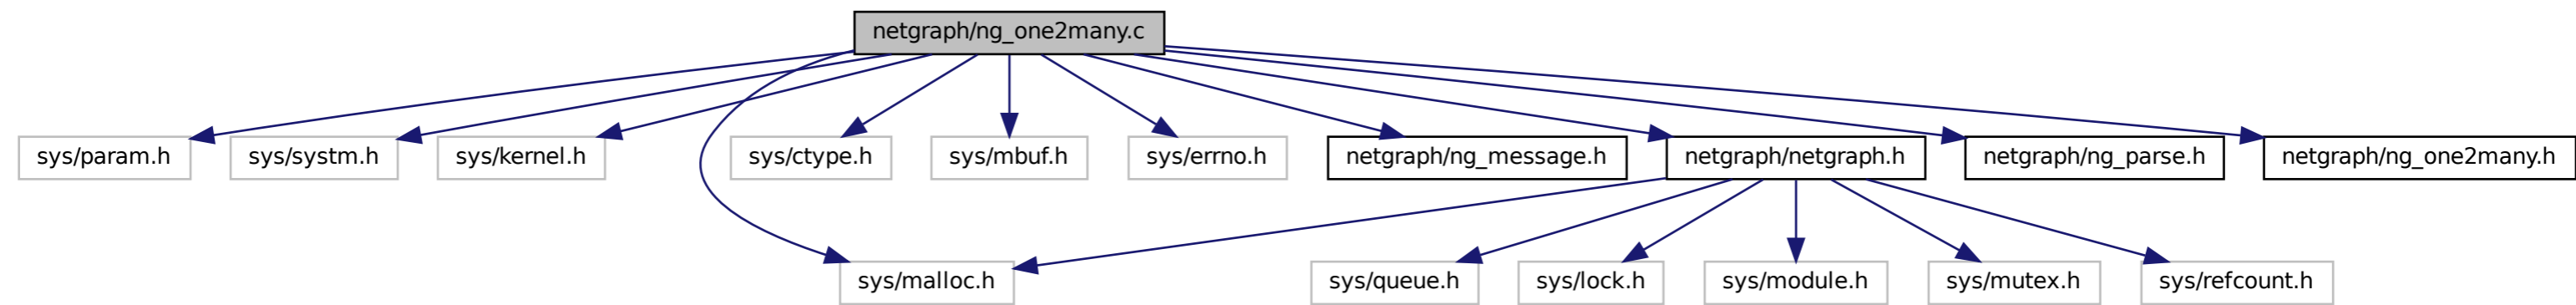 netgraph/ng_one2many.c
sys/param.h
sys/systm.h
sys/kernel.h
sys/ctype.h
sys/mbuf.h
sys/errno.h
netgraph/ng_message.h
netgraph/netgraph.h
netgraph/ng_parse.h
netgraph/ng_one2many.h
sys/malloc.h
sys/queue.h
sys/lock.h
sys/module.h
sys/mutex.h
sys/refcount.h